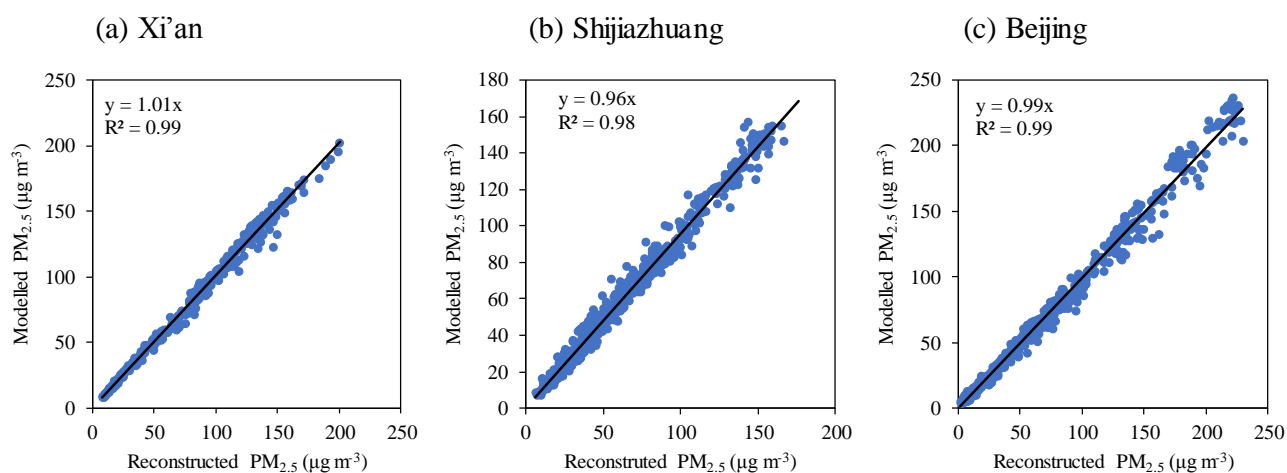 (a) Xi’an
250
200
150
100
50
0
0 50 100 150 200 250
y = 1.01x
R² = 0.99
Modelled PM2.5 (µg m-3)
Reconstructed PM2.5 (µg m-3)
(b) Shijiazhuang
180
160
140
120
100
80
60
40
20
0
0 50 100 150 200
y = 0.96x
R² = 0.98
Modelled PM2.5 (µg m-3)
Reconstructed PM2.5 (µg m-3)
(c) Beijing
250
200
150
100
50
0
0 50 100 150 200 250
y = 0.99x
R² = 0.99
Modelled PM2.5 (µg m-3)
Reconstructed PM2.5 (µg m-3)